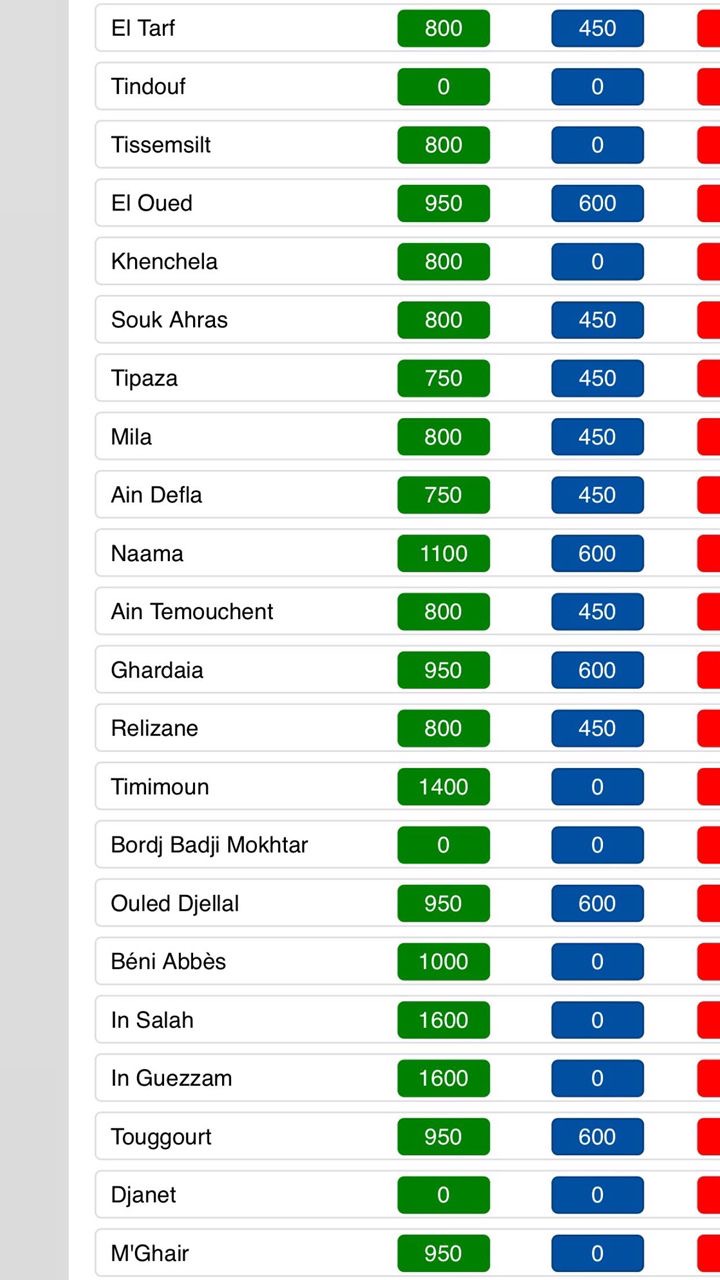 El Tarf 800 450
Tindouf 0 0
Tissemsilt 800 0
El Oued 950 600
Khenchela 800 0
Souk Ahras 800 450
Tipaza 750 450
Mila 800 450
Ain Defla 750 450
Naama 1100 600
Ain Temouchent 800 450
Ghardaia 950 600
Relizane 800 450
Timimoun 1400 0
Bordj Badji Mokhtar 0 0
Ouled Djellal 950 600
Béni Abbès 1000 0
In Salah 1600 0
In Guezzam 1600 0
Touggourt 950 600
Djanet 0 0
M'Ghair 950 0